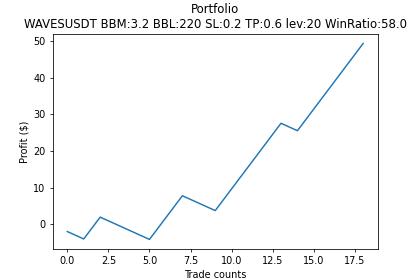 Portfolio
WAVESUSDT BBM:3.2 BBL:220 SL:0.2 TP:0.6 lev:20 WinRatio:58.0
50
40
30
20
10
0
Profit ($)
0.0 2.5 5.0 7.5 10.0 12.5 15.0 17.5
Trade counts